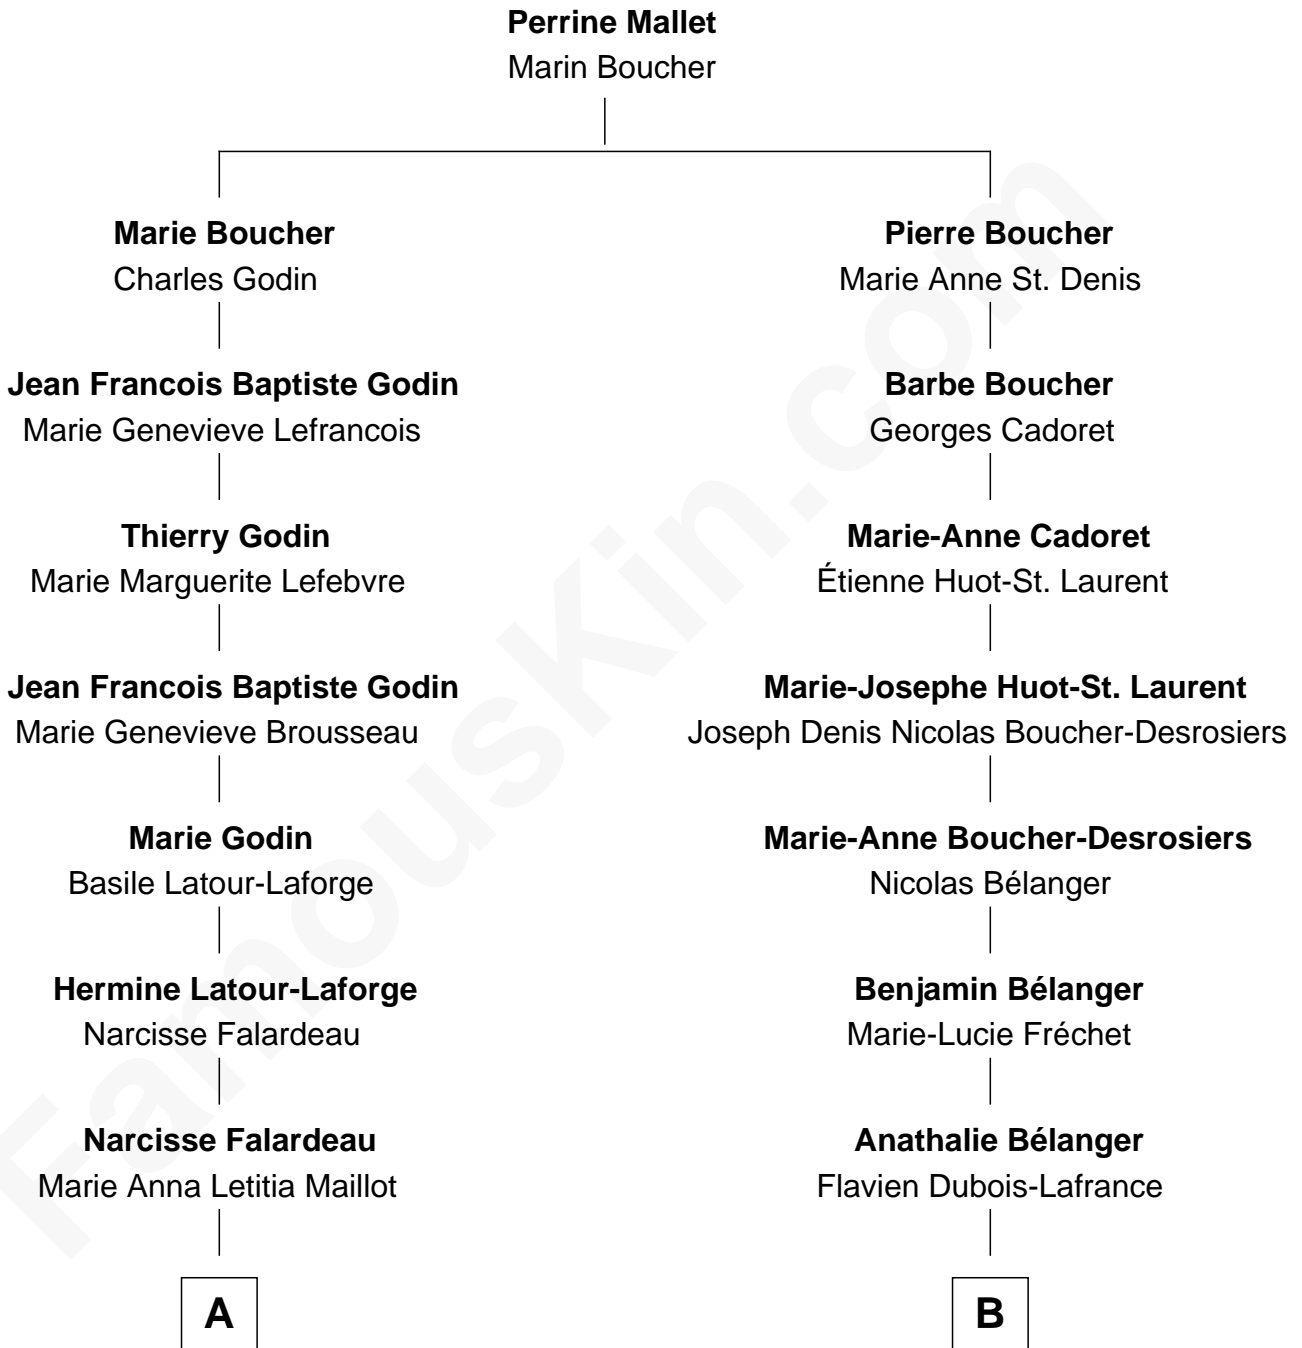 Perrine Mallet
Marin Boucher
Marie Boucher
Charles Godin
Pierre Boucher
Marie Anne St. Denis
Jean Francois Baptiste Godin
Marie Genevieve Lefrancois
Barbe Boucher
Georges Cadoret
Thierry Godin
Marie Marguerite Lefebvre
Marie-Anne Cadoret
Étienne Huot-St. Laurent
Jean Francois Baptiste Godin
Marie Genevieve Brousseau
Marie-Josephe Huot-St. Laurent
Joseph Denis Nicolas Boucher-Desrosiers
Marie Godin
Basile Latour-Laforge
Marie-Anne Boucher-Desrosiers
Nicolas Bélanger
Hermine Latour-Laforge
Narcisse Falardeau
Benjamin Bélanger
Marie-Lucie Fréchet
Narcisse Falardeau
Marie Anna Letitia Maillot
Anathalie Bélanger
Flavien Dubois-Lafrance
A
B
FamousKin.com